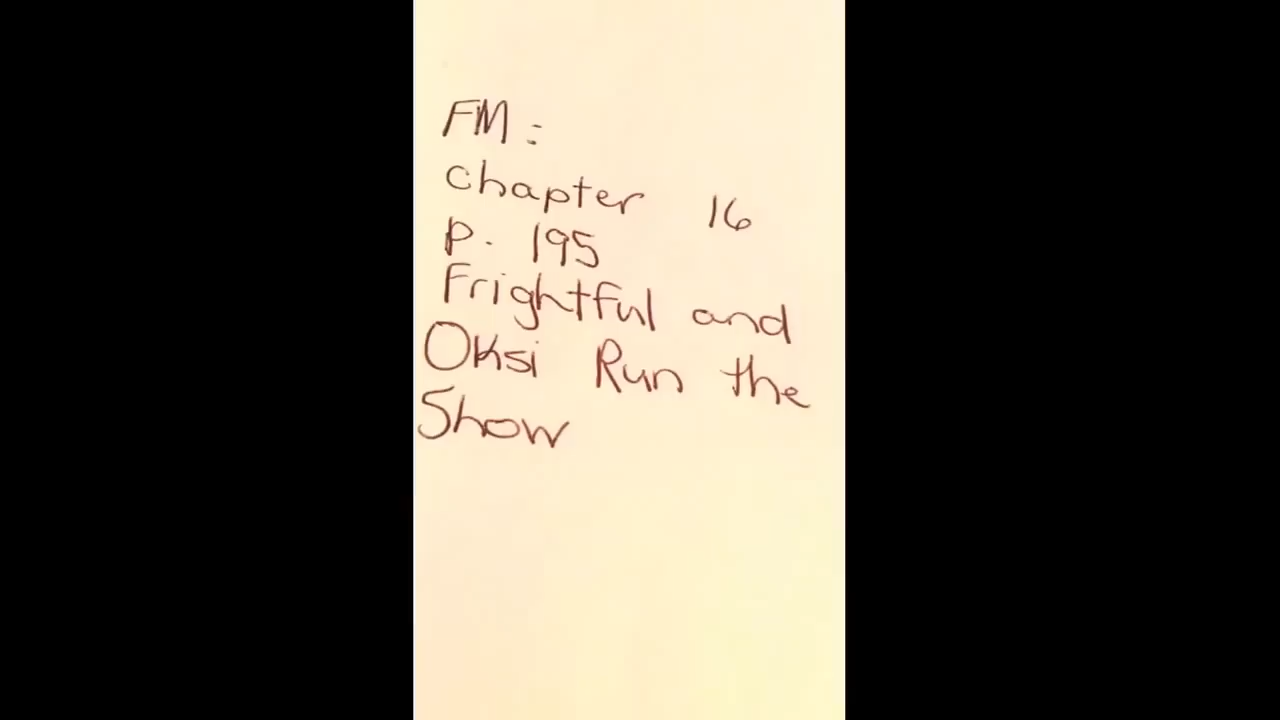 FM:
chapter 16
p. 195
Frightful and
Oksi Run the
Show